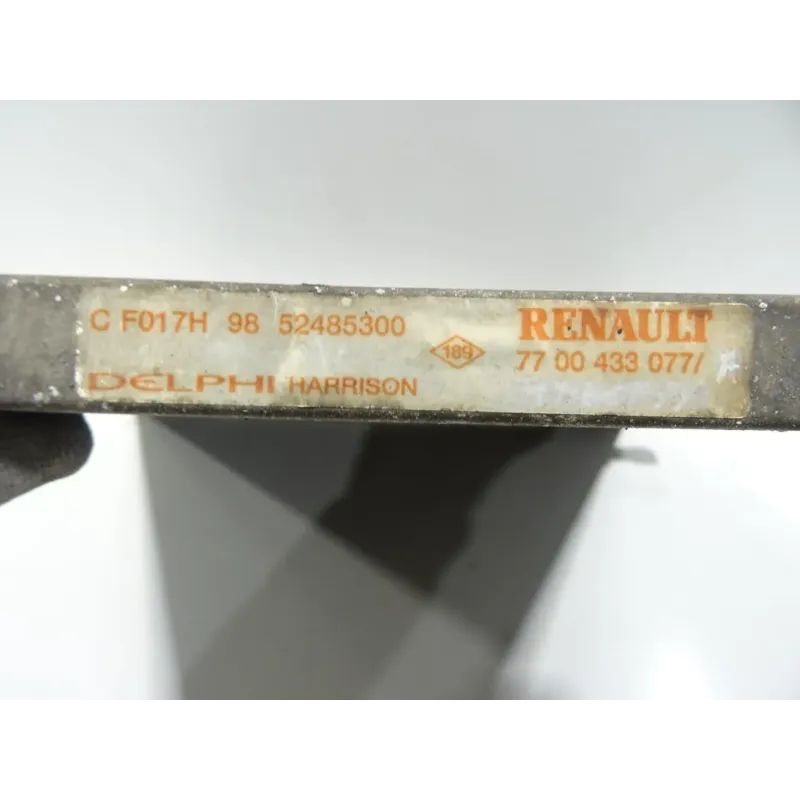 C F017H 98 52485300
DELPHI HARRISON
189
RENAULT
77 00 433 077/